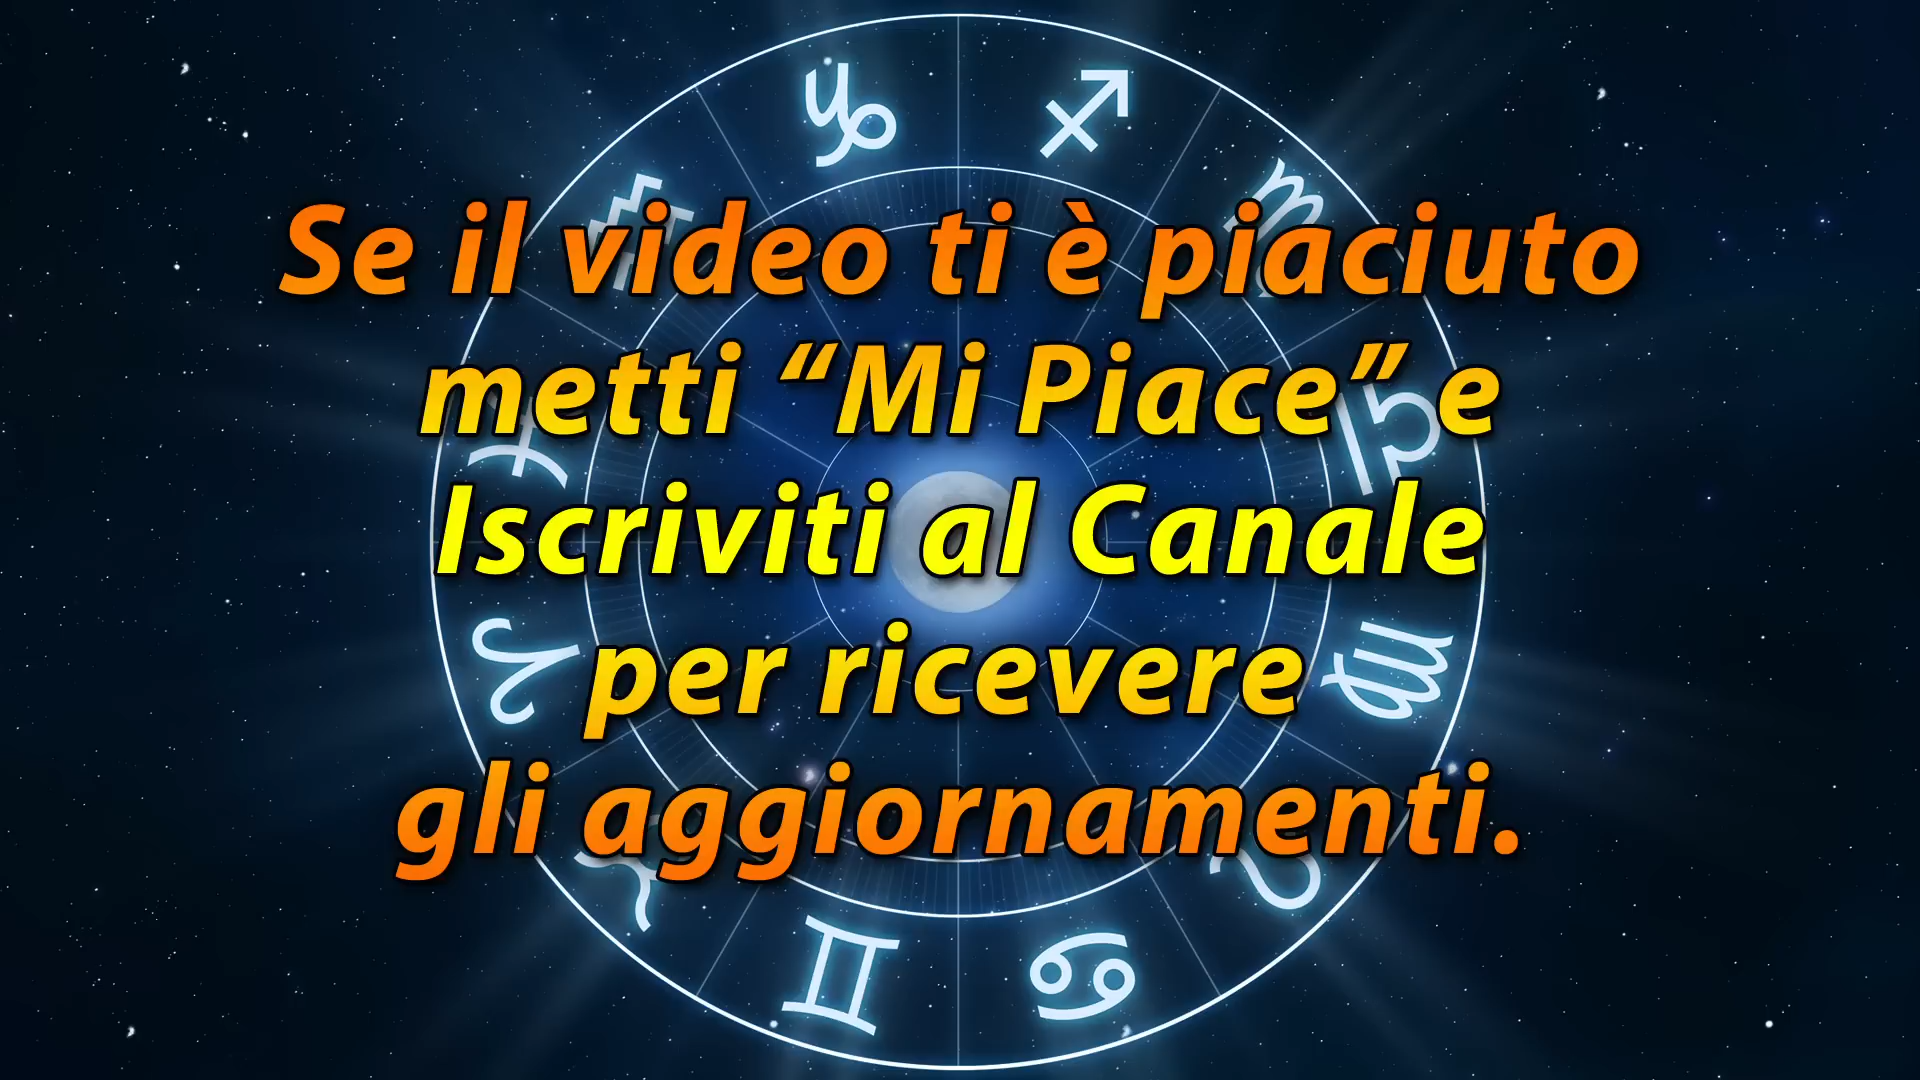 Se il video ti è piaciuto
metti “Mi Piace” e
Iscriviti al Canale
per ricevere
gli aggiornamenti.